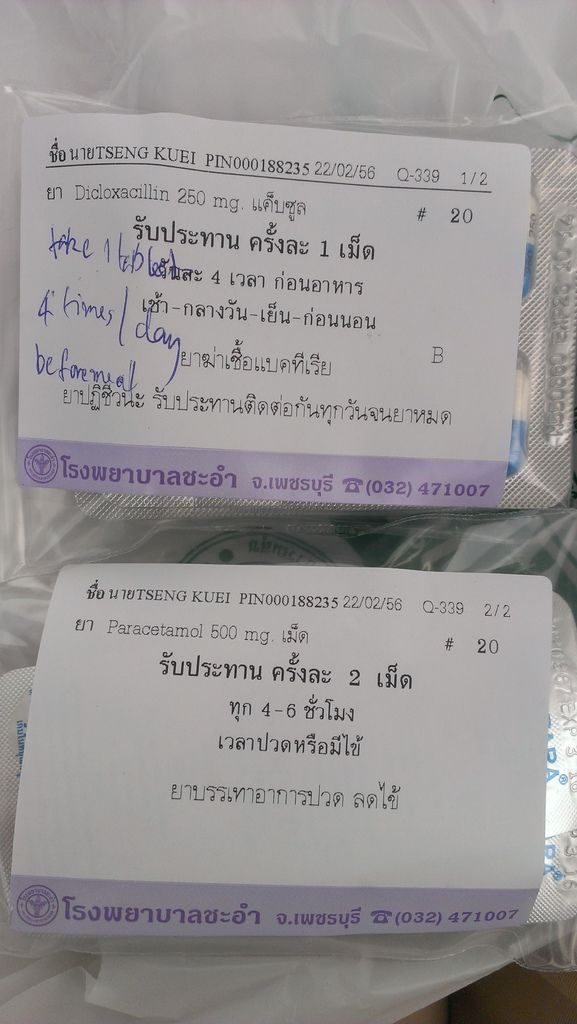 ชื่อ นายTSENG KUEI PIN000188235 22/02/56 Q-339 1/2
ยา Dicloxacillin 250 mg. แค็บซูล # 20
รับประทาน ครั้งละ 1 เม็ด
take 1 tablet
วันละ 4 เวลา ก่อนอาหาร
4 times / day
เช้า-กลางวัน-เย็น-ก่อนนอน
before meal
ยาฆ่าเชื้อแบคทีเรีย B
ยาปฏิชีวนะ รับประทานติดต่อกันทุกวันจนยาหมด
โรงพยาบาลชะอำ จ.เพชรบุรี ☎ (032) 471007
ชื่อ นายTSENG KUEI PIN000188235 22/02/56 Q-339 2/2
ยา Paracetamol 500 mg. เม็ด # 20
รับประทาน ครั้งละ 2 เม็ด
ทุก 4-6 ชั่วโมง
เวลาปวดหรือมีไข้
ยาบรรเทาอาการปวด ลดไข้
โรงพยาบาลชะอำ จ.เพชรบุรี ☎ (032) 471007